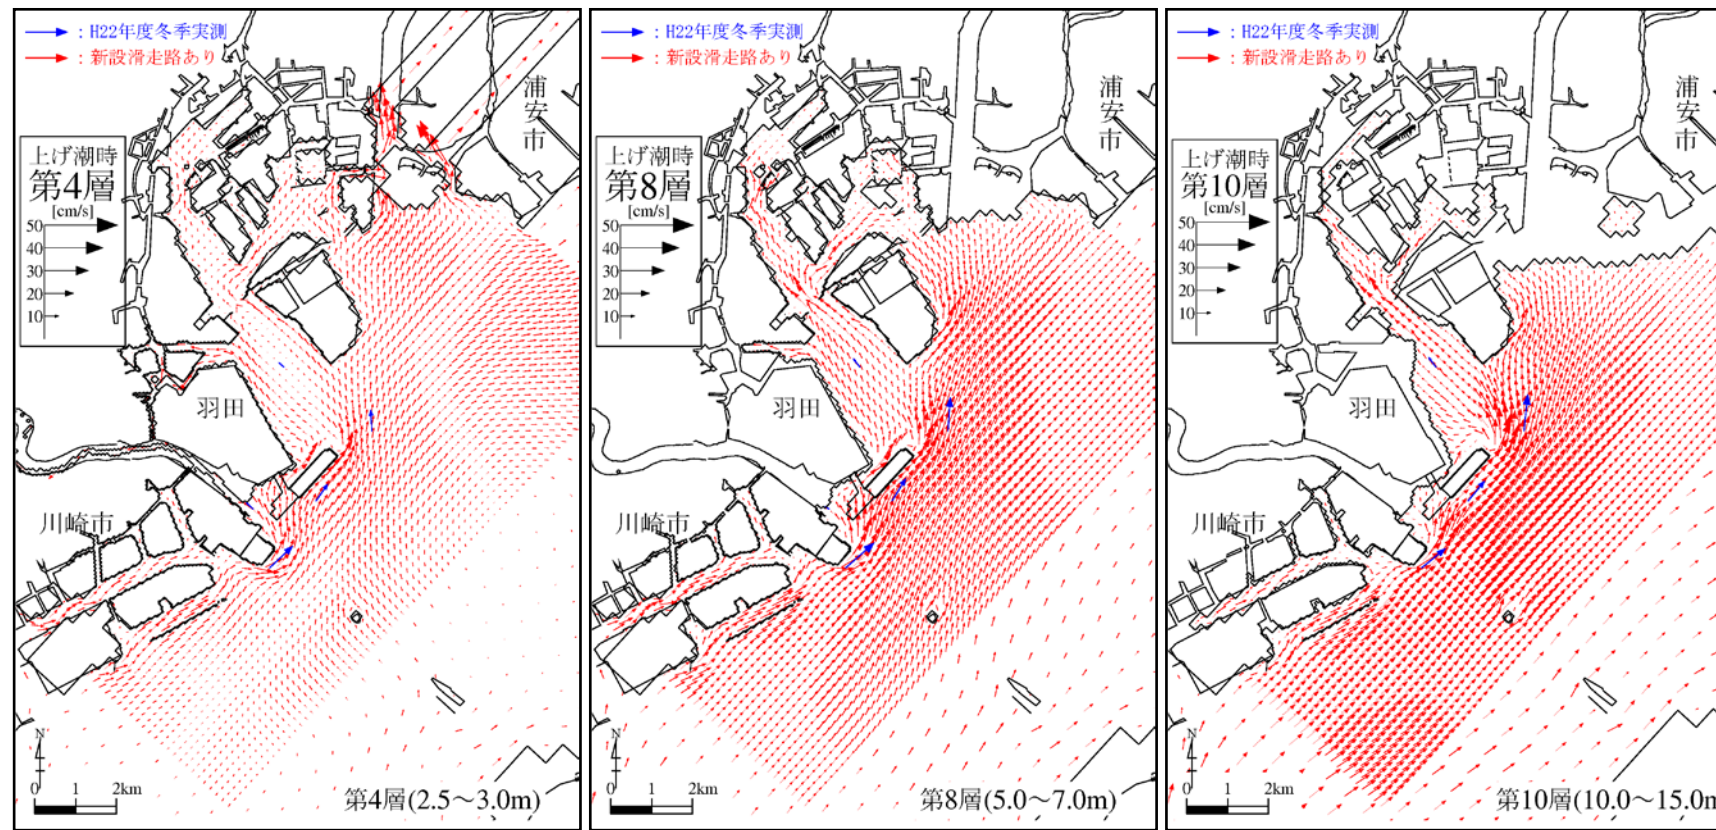 : H22年度冬季実測
: 新設滑走路あり
浦安市
上げ潮時
第4層
[cm/s]
50
40
30
20
10
羽田
川崎市
N
0 1 2km
第4層(2.5～3.0m)
: H22年度冬季実測
: 新設滑走路あり
浦安市
上げ潮時
第8層
[cm/s]
50
40
30
20
10
羽田
川崎市
N
0 1 2km
第8層(5.0～7.0m)
: H22年度冬季実測
: 新設滑走路あり
浦安市
上げ潮時
第10層
[cm/s]
50
40
30
20
10
羽田
川崎市
N
0 1 2km
第10層(10.0～15.0m